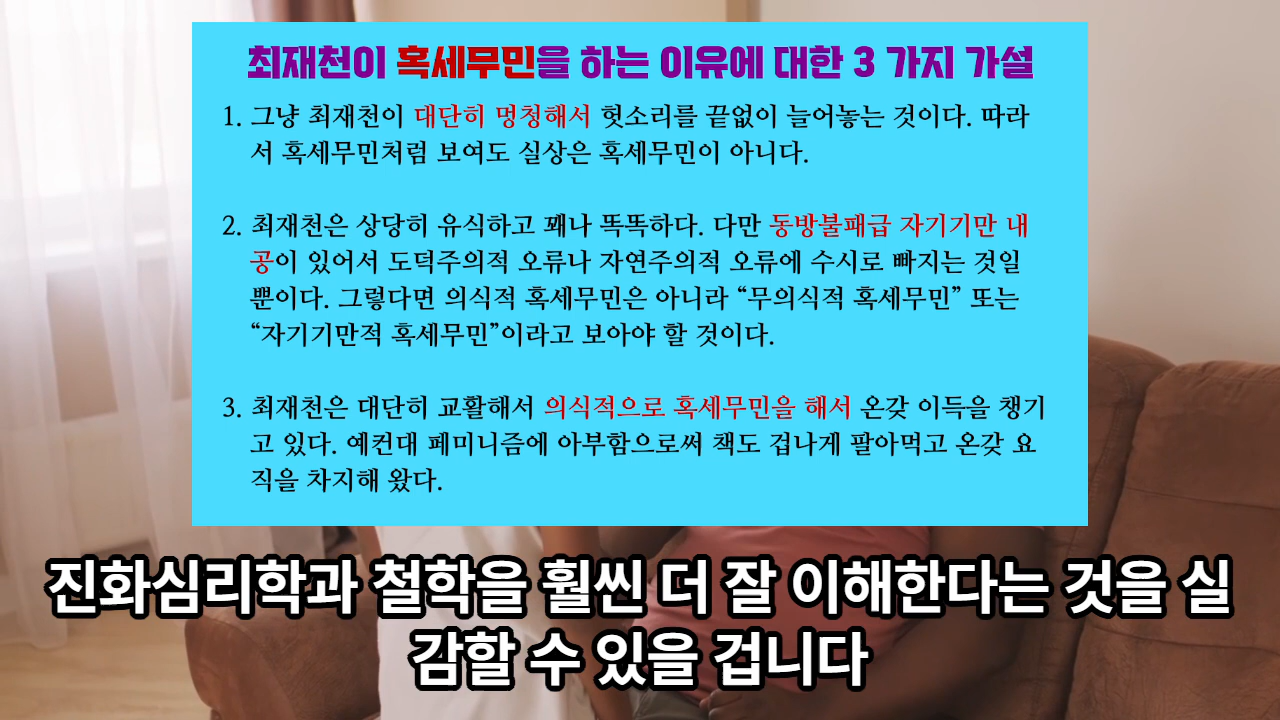 최재천이 혹세무민을 하는 이유에 대한 3 가지 가설
1. 그냥 최재천이 대단히 멍청해서 헛소리를 끝없이 늘어놓는 것이다. 따라
서 혹세무민처럼 보여도 실상은 혹세무민이 아니다.
2. 최재천은 상당히 유식하고 꽤나 똑똑하다. 다만 동방불패급 자기기만 내
공이 있어서 도덕주의적 오류나 자연주의적 오류에 수시로 빠지는 것일
뿐이다. 그렇다면 의식적 혹세무민은 아니라 “무의식적 혹세무민” 또는
“자기기만적 혹세무민”이라고 보아야 할 것이다.
3. 최재천은 대단히 교활해서 의식적으로 혹세무민을 해서 온갖 이득을 챙기
고 있다. 예컨대 페미니즘에 아부함으로써 책도 겁나게 팔아먹고 온갖 요
직을 차지해 왔다.
진화심리학과 철학을 훨씬 더 잘 이해한다는 것을 실
감할 수 있을 겁니다